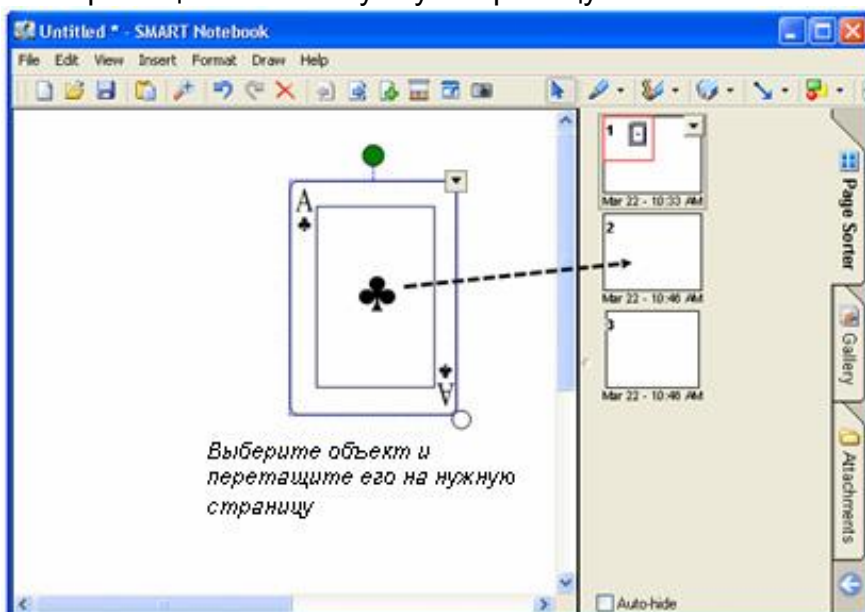 Untitled * - SMART Notebook
File Edit View Insert Format Draw Help
1
Mar 22 - 10:33 AM
2
Mar 22 - 10:46 AM
3
Mar 22 - 10:46 AM
Page Sorter
Gallery
Attachments
A
A
Выберите объект и
перетащите его на нужную
страницу
Auto-hide